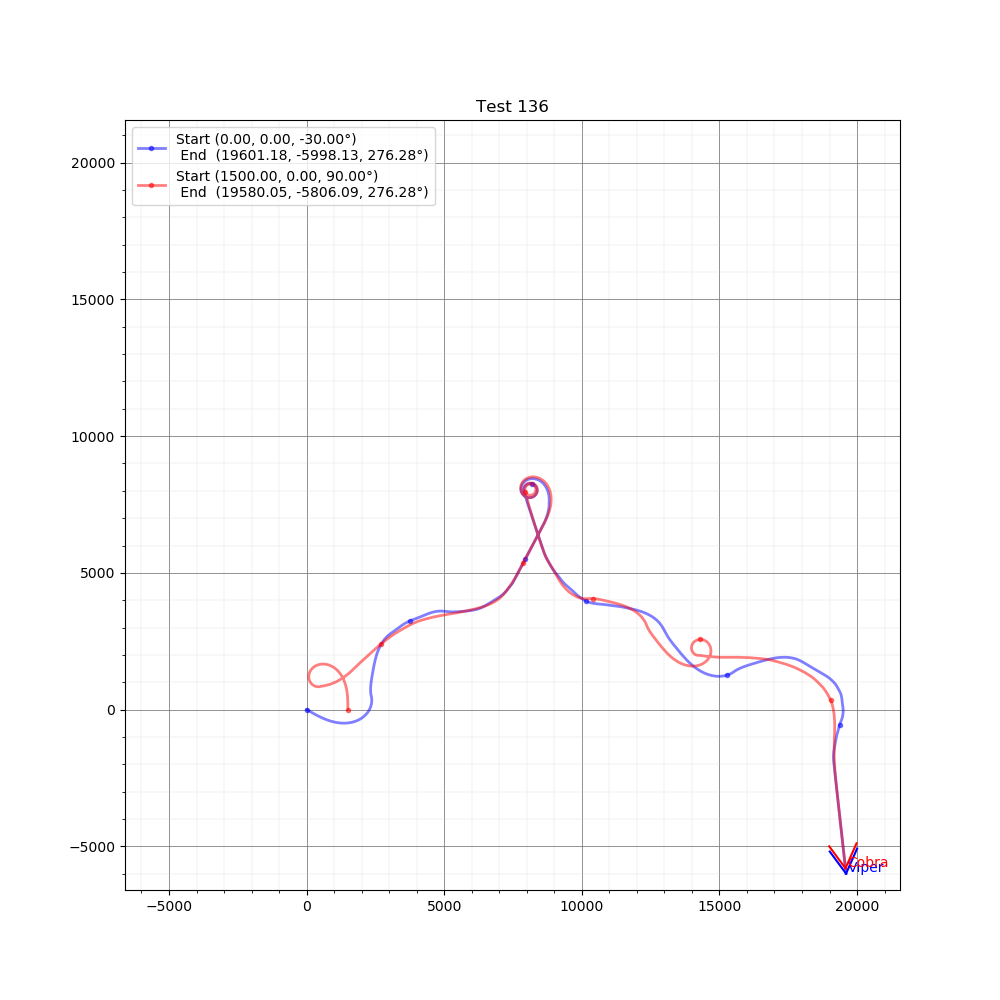 Test 136
Start (0.00, 0.00, -30.00°)
End (19601.18, -5998.13, 276.28°)
Start (1500.00, 0.00, 90.00°)
End (19580.05, -5806.09, 276.28°)
20000
15000
10000
5000
0
−5000
−5000
0
5000
10000
15000
20000
Cobra
Viper